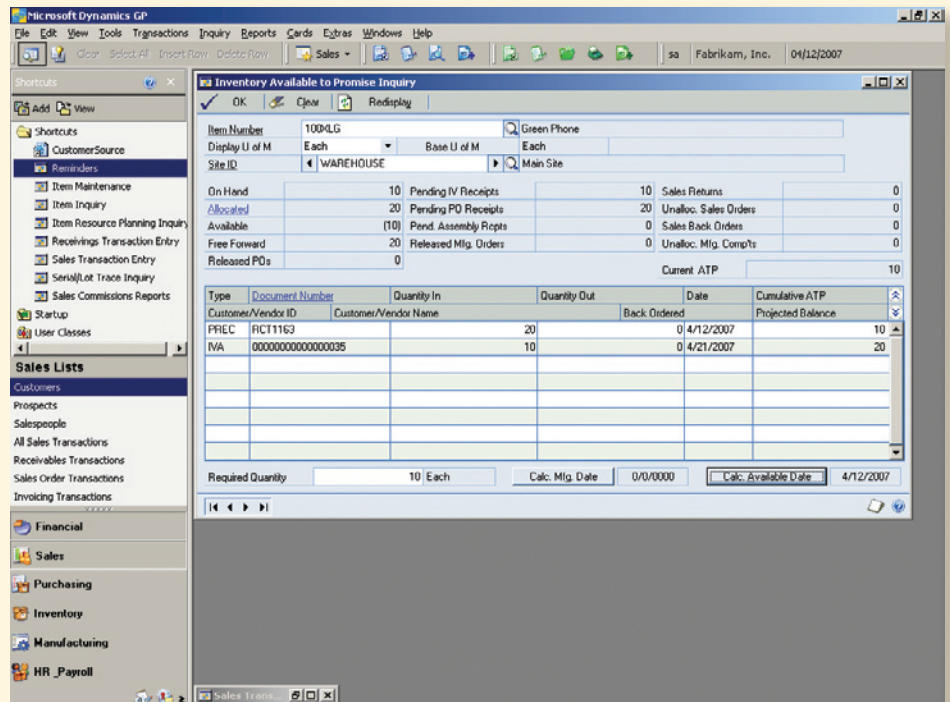 Microsoft Dynamics GP
File Edit View Tools Transactions Inquiry Reports Cards Extras Windows Help
Clear Select All Insert Row Delete Row Sales sa Fabrikam, Inc. 04/12/2007
Shortcuts
Add View
Shortcuts
CustomerSource
Reminders
Item Maintenance
Item Inquiry
Item Resource Planning Inquiry
Receivings Transaction Entry
Sales Transaction Entry
Serial/Lot Trace Inquiry
Sales Commissions Reports
Startup
User Classes
Sales Lists
Customers
Prospects
Salespeople
All Sales Transactions
Receivables Transactions
Sales Order Transactions
Invoicing Transactions
Financial
Sales
Purchasing
Inventory
Manufacturing
HR_Payroll
Inventory Available to Promise Inquiry
OK Clear Redisplay
Item Number 100XLG Green Phone
Display U of M Each Base U of M Each
Site ID WAREHOUSE Main Site
On Hand 10 Pending IV Receipts 10 Sales Returns 0
Allocated 20 Pending PO Receipts 20 Unalloc. Sales Orders 0
Available (10) Pend. Assembly Rcpts 0 Sales Back Orders 0
Free Forward 20 Released Mfg. Orders 0 Unalloc. Mfg. Comp'ts 0
Released POs 0
Current ATP 10
Type Document Number Quantity In Quantity Out Date Cumulative ATP
Customer/Vendor ID Customer/Vendor Name Back Ordered Projected Balance
PREC RCT1163 20 0 4/12/2007 10
IVA 00000000000000035 10 0 4/21/2007 20
Required Quantity 10 Each Calc. Mfg. Date 0/0/0000 Calc. Available Date 4/12/2007
Sales Trans...